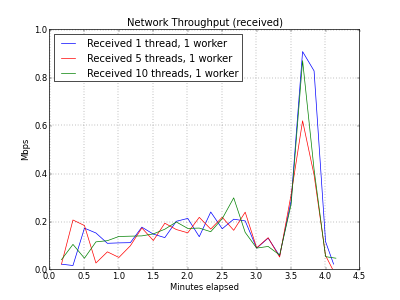 Network Throughput (received)
Received 1 thread, 1 worker
Received 5 threads, 1 worker
Received 10 threads, 1 worker
Mbps
1.0
0.8
0.6
0.4
0.2
0.0
0.0 0.5 1.0 1.5 2.0 2.5 3.0 3.5 4.0 4.5
Minutes elapsed